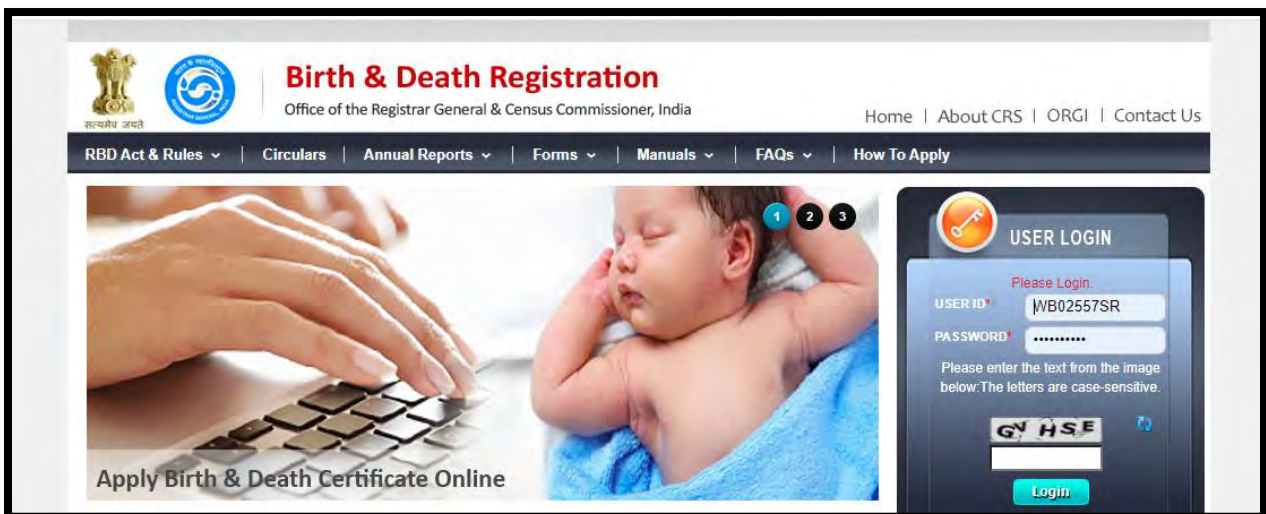 Birth & Death Registration
Office of the Registrar General & Census Commissioner, India
सत्यमेव जयते
Home | About CRS | ORGI | Contact Us
RBD Act & Rules | Circulars | Annual Reports | Forms | Manuals | FAQs | How To Apply
1 2 3
Apply Birth & Death Certificate Online
USER LOGIN
Please Login.
USER ID* WB02557SR
PASSWORD* ••••••••••
Please enter the text from the image
below:The letters are case-sensitive.
Login